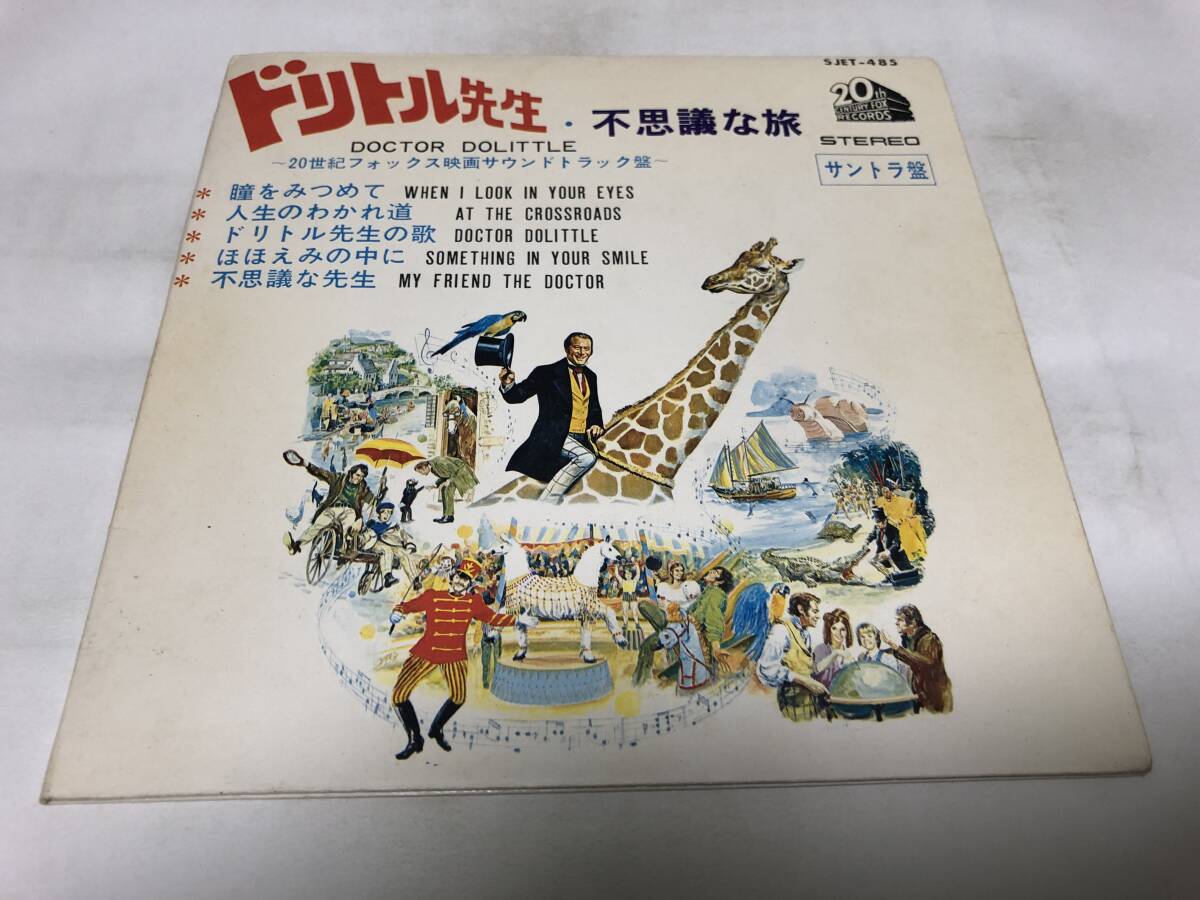 SJET-485
ドリトル先生・不思議な旅
20th
CENTURY FOX
RECORDS
DOCTOR DOLITTLE
STEREO
～20世紀フォックス映画サウンドトラック盤～
サントラ盤
* 瞳をみつめて WHEN I LOOK IN YOUR EYES
* 人生のわかれ道 AT THE CROSSROADS
* ドリトル先生の歌 DOCTOR DOLITTLE
* ほほえみの中に SOMETHING IN YOUR SMILE
* 不思議な先生 MY FRIEND THE DOCTOR